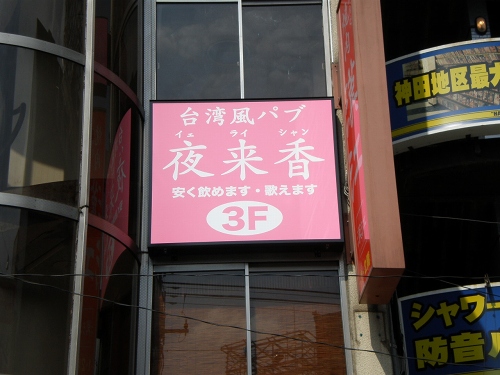 台湾風パブ
イェ ライ シャン
夜来香
安く飲めます・歌えます
3F
神田地区最大
シャワー
防音